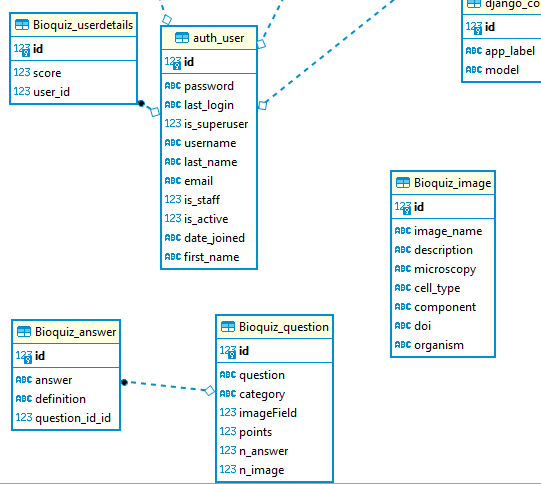 Bioquiz_userdetails
123 id
123 score
123 user_id
auth_user
123 id
ABC password
ABC last_login
123 is_superuser
ABC username
ABC last_name
ABC email
123 is_staff
123 is_active
ABC date_joined
ABC first_name
django_co
123 id
ABC app_label
ABC model
Bioquiz_image
123 id
ABC image_name
ABC description
ABC microscopy
ABC cell_type
ABC component
ABC doi
ABC organism
Bioquiz_answer
123 id
ABC answer
ABC definition
123 question_id_id
Bioquiz_question
123 id
ABC question
ABC category
123 imageField
123 points
123 n_answer
123 n_image